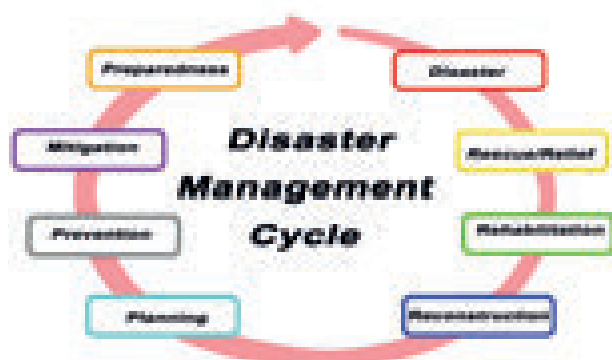 Preparedness
Disaster
Mitigation
Disaster
Management
Cycle
Rescue/Relief
Prevention
Rehabilitation
Planning
Reconstruction